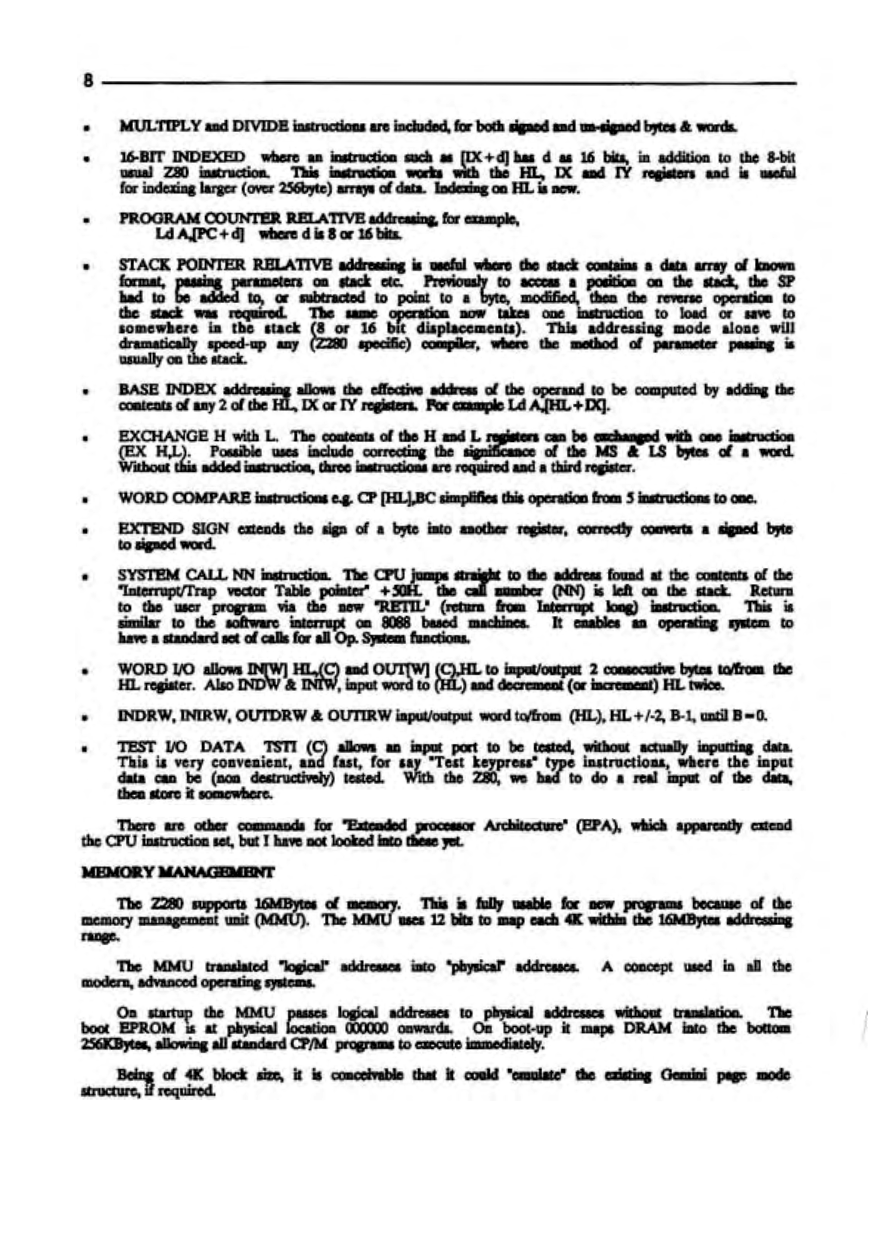 8
▪ MULTIPLY and DIVIDE instructions are included, for both signed and un-signed bytes & words.
▪ 16-BIT INDEXED where an instruction such as [IX+d] has d as 16 bits, in addition to the 8-bit
usual Z80 instruction. This instruction works with the HL, IX and IY registers and is useful
for indexing larger (over 256byte) arrays of data. Indexing on HL is new.
▪ PROGRAM COUNTER RELATIVE addressing, for example,
Ld A,[PC+d] where d is 8 or 16 bits.
▪ STACK POINTER RELATIVE addressing is useful where the stack contains a data array of known
format, passing parameters on stack etc. Previously to access a position on the stack, the SP
had to be added to, or subtracted to point to a byte, modified, then the reverse operation to
the stack was required. The same operation now takes one instruction to load or save to
somewhere in the stack (8 or 16 bit displacements). This addressing mode alone will
dramatically speed-up any (Z280 specific) compiler, where the method of parameter passing is
usually on the stack.
▪ BASE INDEX addressing allows the effective address of the operand to be computed by adding the
contents of any 2 of the HL, IX or IY registers. For example Ld A,[HL+IX].
▪ EXCHANGE H with L. The contents of the H and L registers can be exchanged with one instruction
(EX H,L). Possible uses include correcting the significance of the MS & LS bytes of a word.
Without this added instruction, three instructions are required and a third register.
▪ WORD COMPARE instructions e.g. CP [HL],BC simplifies this operation from 5 instructions to one.
▪ EXTEND SIGN extends the sign of a byte into another register, correctly converts a signed byte
to signed word.
▪ SYSTEM CALL NN instruction. The CPU jumps straight to the address found at the contents of the
"Interrupt/Trap vector Table pointer" +50H. the call number (NN) is left on the stack. Return
to the user program via the new "RETIL" (return from Interrupt long) instruction. This is
similar to the software interrupt on 8088 based machines. It enables an operating system to
have a standard set of calls for all Op. System functions.
▪ WORD I/O allows IN[W] HL,(C) and OUT[W] (C),HL to input/output 2 consecutive bytes to/from the
HL register. Also INDW & INIW, input word to (HL) and decrement (or increment) HL twice.
▪ INDRW, INIRW, OUTDRW & OUTIRW input/output word to/from (HL), HL+/-2, B-1, until B=0.
▪ TEST I/O DATA TSTI (C) allows an input port to be tested, without actually inputting data.
This is very convenient, and fast, for say "Test keypress" type instructions, where the input
data can be (non destructively) tested. With the Z80, we had to do a real input of the data,
then store it somewhere.
There are other commands for "Extended processor Architecture" (EPA), which apparently extend
the CPU instruction set, but I have not looked into these yet.
MEMORY MANAGEMENT
The Z280 supports 16MBytes of memory. This is fully usable for new programs because of the
memory management unit (MMU). The MMU uses 12 bits to map each 4K within the 16MBytes addressing
range.
The MMU translated "logical" addresses into "physical" addresses. A concept used in all the
modern, advanced operating systems.
On startup the MMU passes logical addresses to physical addresses without translation. The
boot EPROM is at physical location 000000 onwards. On boot-up it maps DRAM into the bottom
256KBytes, allowing all standard CP/M programs to execute immediately.
Being of 4K block size, it is conceivable that it could "emulate" the existing Gemini page mode
structure, if required.